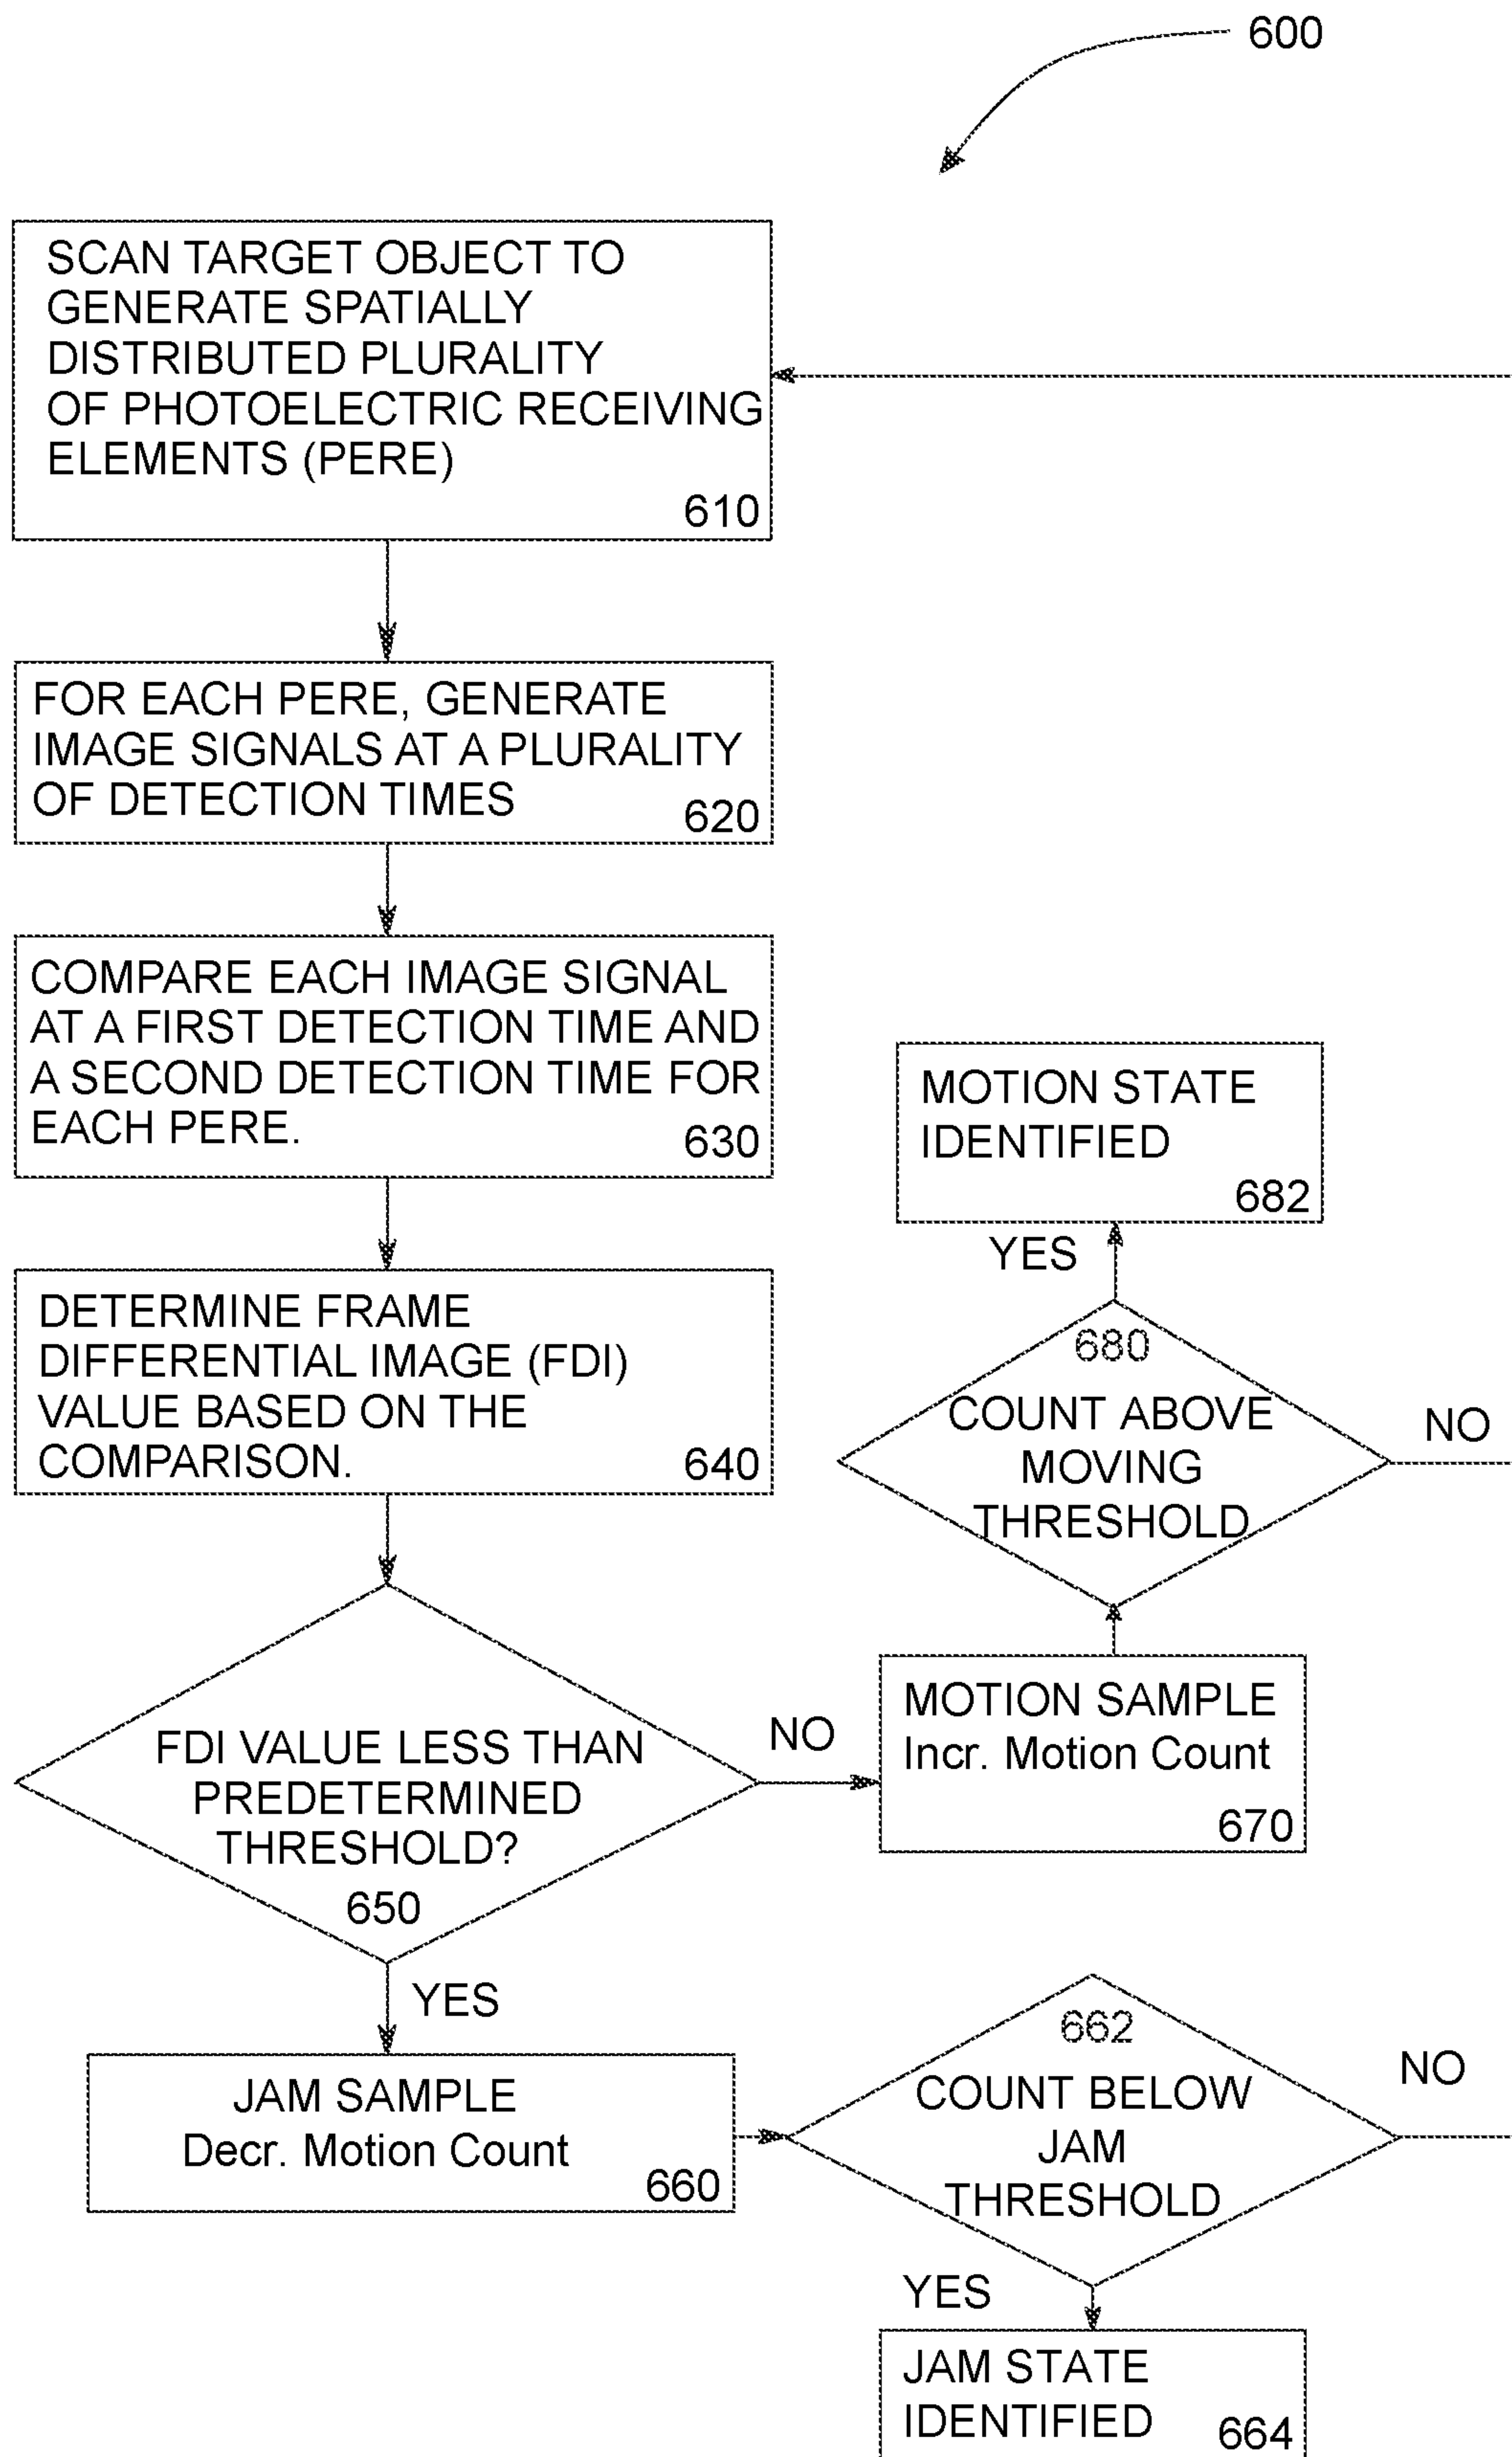 600
SCAN TARGET OBJECT TO
GENERATE SPATIALLY
DISTRIBUTED PLURALITY
OF PHOTOELECTRIC RECEIVING
ELEMENTS (PERE)
610
FOR EACH PERE, GENERATE
IMAGE SIGNALS AT A PLURALITY
OF DETECTION TIMES
620
COMPARE EACH IMAGE SIGNAL
AT A FIRST DETECTION TIME AND
A SECOND DETECTION TIME FOR
EACH PERE.
630
DETERMINE FRAME
DIFFERENTIAL IMAGE (FDI)
VALUE BASED ON THE
COMPARISON.
640
FDI VALUE LESS THAN
PREDETERMINED
THRESHOLD?
650
NO
MOTION SAMPLE
Incr. Motion Count
670
680
COUNT ABOVE
MOVING
THRESHOLD
NO
YES
MOTION STATE
IDENTIFIED
682
YES
JAM SAMPLE
Decr. Motion Count
660
662
COUNT BELOW
JAM
THRESHOLD
NO
YES
JAM STATE
IDENTIFIED
664